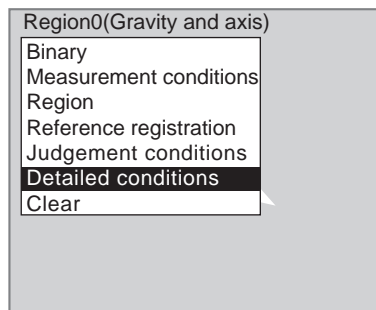 Region0(Gravity and axis)
Binary
Measurement conditions
Region
Reference registration
Judgement conditions
Detailed conditions
Clear